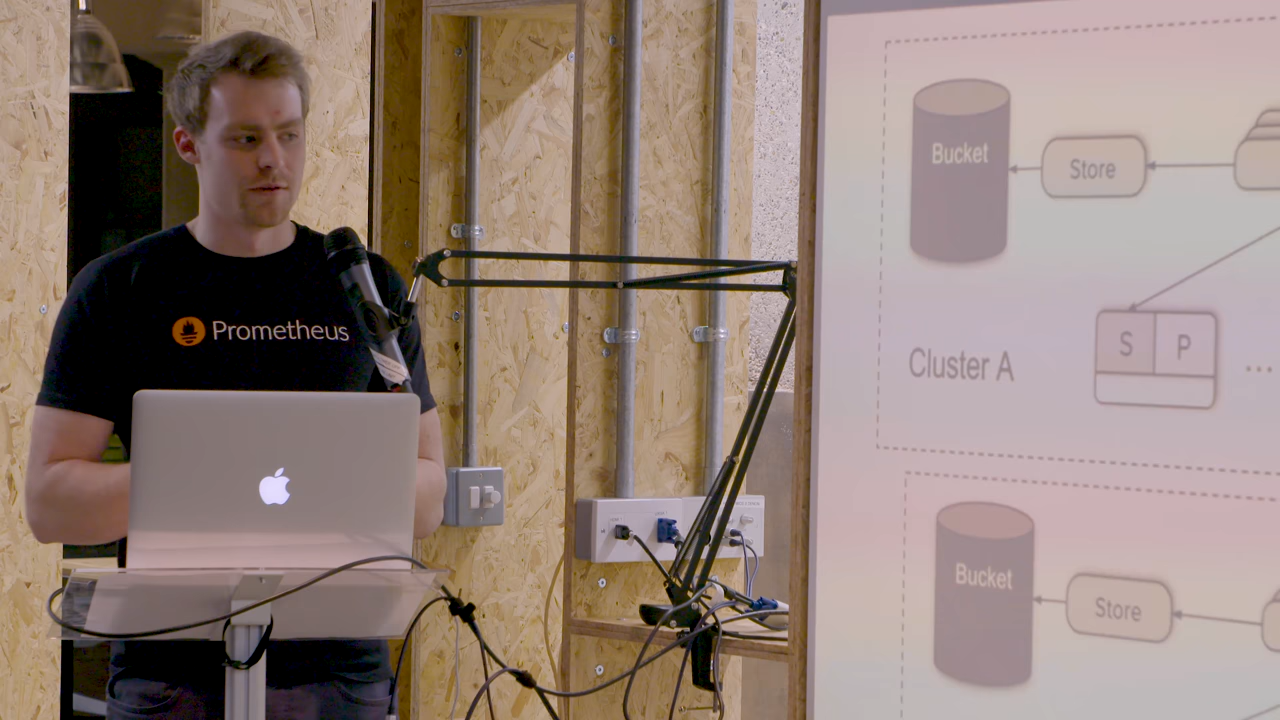 Prometheus
Bucket
Store
S
P
...
Cluster A
Bucket
Store